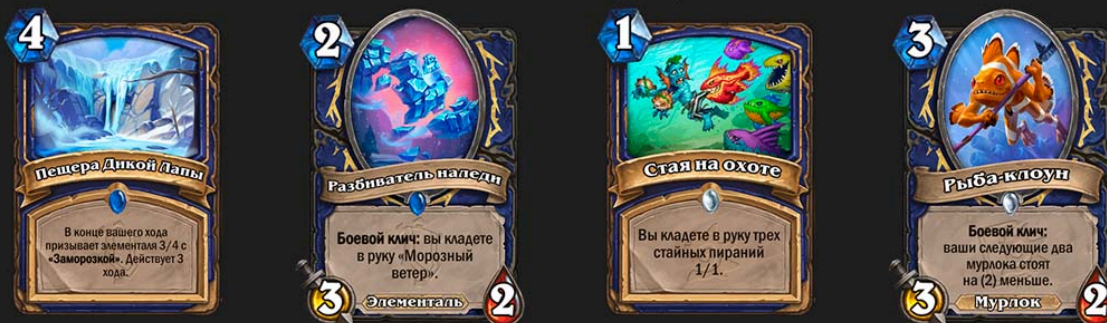 4
Пещера Дикой Лапы
В конце вашего хода
призывает элементаля 3/4 с
«Заморозкой». Действует 3
хода.
2
Разбиватель наледи
Боевой клич: вы кладете
в руку «Морозный
ветер».
3
Элементаль
2
1
Стая на охоте
Вы кладете в руку трех
стайных пираний
1/1.
3
Рыба-клоун
Боевой клич:
ваши следующие два
мурлока стоят
на (2) меньше.
3
Мурлок
2